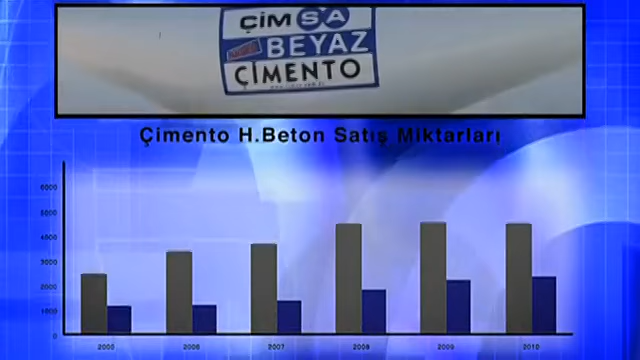 ÇİMSA
BEYAZ
ÇİMENTO
Çimento H.Beton Satış Miktarları
6000
5000
4000
3000
2000
1000
0
2005 2006 2007 2008 2009 2010